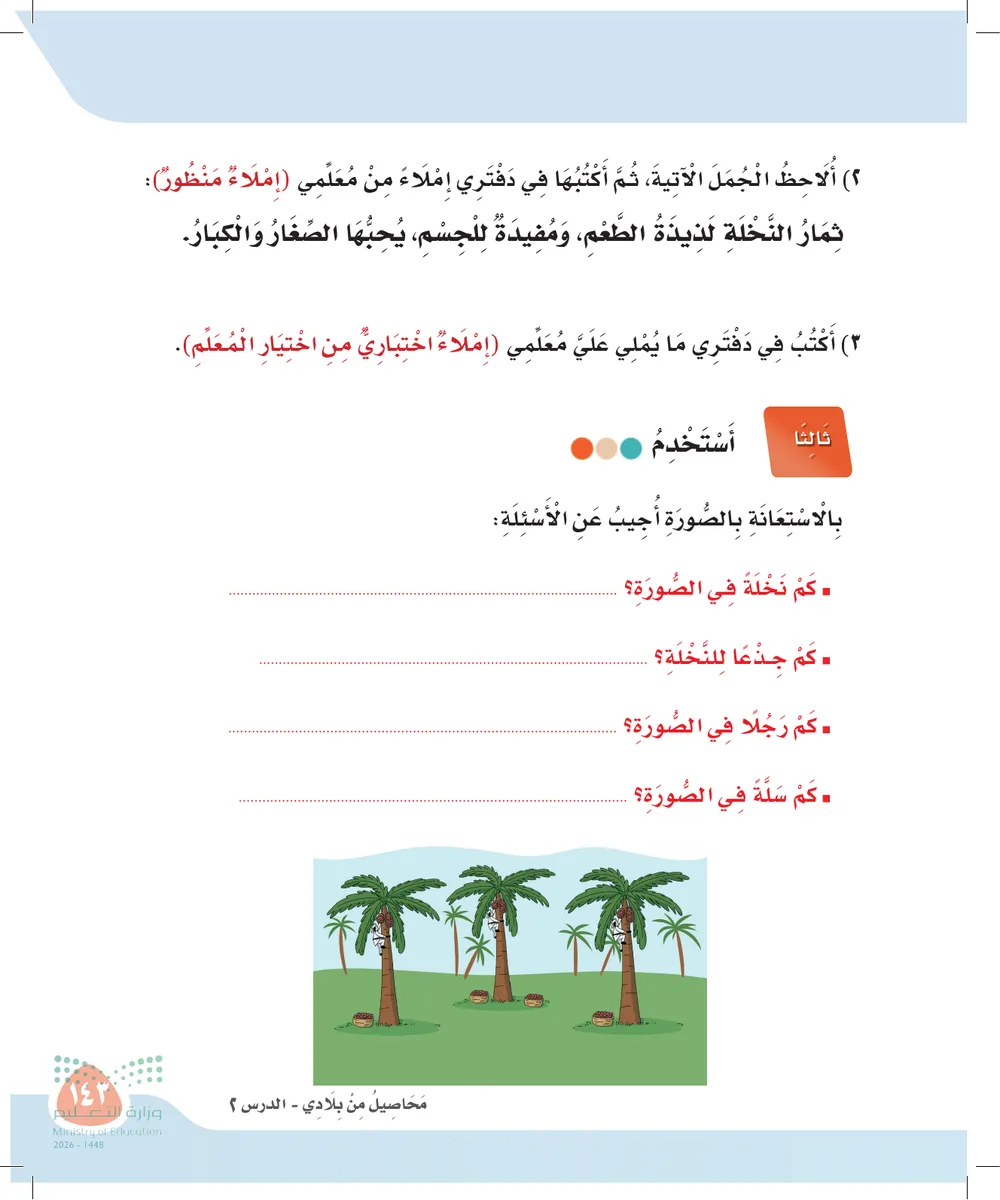 ٢) أُلَاحِظُ الْجُمَلَ الْآتِيةَ، ثُمَّ أَكْتُبُهَا فِي دَفْتَرِي إِمْلَاءً مِنْ مُعَلِّمِي (إِمْلَاءٌ مَنْظُورٌ):
ثِمَارُ النَّخْلَةِ لَذِيذَةُ الطَّعْمِ، وَمُفِيدَةٌ لِلْجِسْمِ، يُحِبُّهَا الصِّغَارُ وَالْكِبَارُ.
٣) أَكْتُبُ فِي دَفْتَرِي مَا يُمْلِي عَلَيَّ مُعَلِّمِي (إِمْلَاءٌ اخْتِبَارِيٌّ مِنِ اخْتِيَارِ الْمُعَلِّمِ).
ثَالِثًا
أَسْتَخْدِمُ
بِالْاسْتِعَانَةِ بِالصُّورَةِ أُجِيبُ عَنِ الْأَسْئِلَةِ:
▪ كَمْ نَخْلَةً فِي الصُّورَةِ؟ ....................................................................................................
▪ كَمْ جِذْعًا لِلنَّخْلَةِ؟ ....................................................................................................
▪ كَمْ رَجُلًا فِي الصُّورَةِ؟ ....................................................................................................
▪ كَمْ سَلَّةً فِي الصُّورَةِ؟ ....................................................................................................
مَحَاصِيلُ مِنْ بِلَادِي - الدرس ٢
١٤٣
وزارة التعليم
Ministry of Education
2026 - 1448